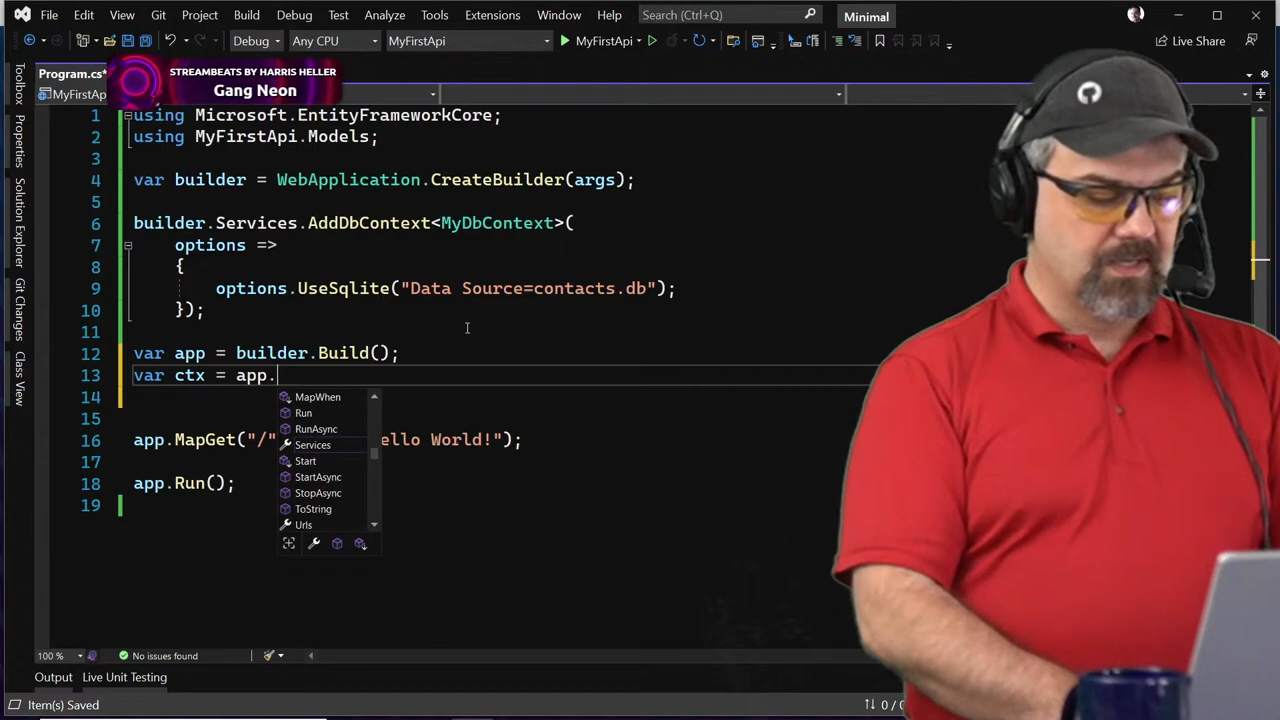 File Edit View Git Project Build Debug Test Analyze Tools Extensions Window Help Search (Ctrl+Q) Minimal
Debug Any CPU MyFirstApi MyFirstApi Live Share
Program.cs*
STREAMBEATS BY HARRIS HELLER
Gang Neon
MyFirstApi
Toolbox
Properties
Solution Explorer
Git Changes
Class View
1 using Microsoft.EntityFrameworkCore;
2 using MyFirstApi.Models;
3
4 var builder = WebApplication.CreateBuilder(args);
5
6 builder.Services.AddDbContext<MyDbContext>(
7 options =>
8 {
9 options.UseSqlite("Data Source=contacts.db");
10 });
11
12 var app = builder.Build();
13 var ctx = app.
14
15
16 app.MapGet("/" ello World!");
17
18 app.Run();
19
MapWhen
Run
RunAsync
Services
Start
StartAsync
StopAsync
ToString
Urls
100 % No issues found
Output Live Unit Testing
Item(s) Saved 0 / 0